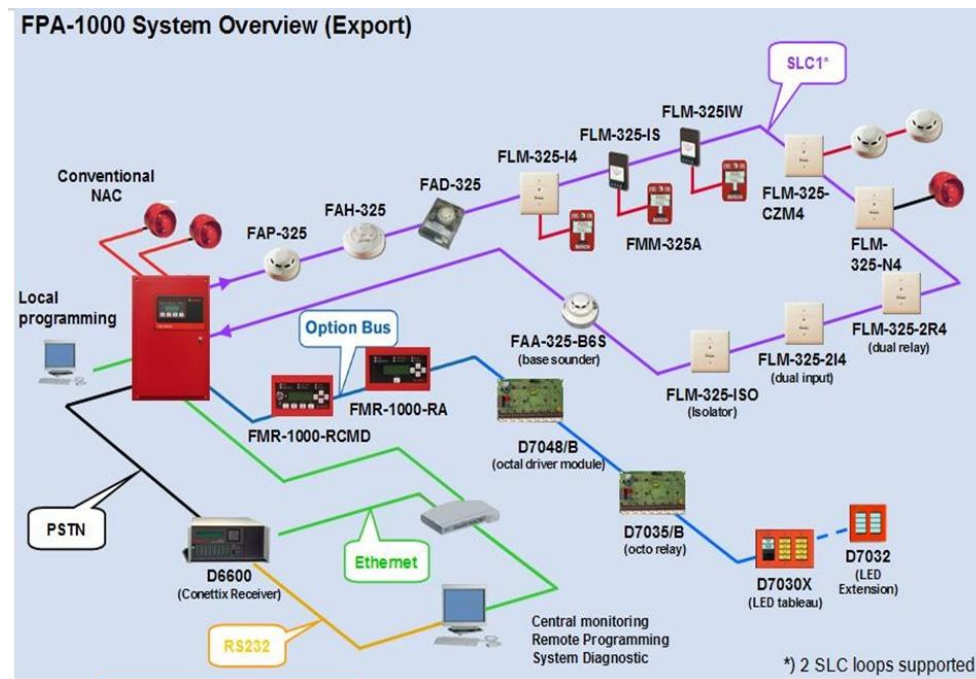 FPA-1000 System Overview (Export)
SLC1*
FLM-325IW
FLM-325-IS
FLM-325-I4
Conventional
NAC
FAD-325
FAH-325
FAP-325
FLM-325-
CZM4
FMM-325A
FLM-
325-N4
Local
programming
Option Bus
FAA-325-B6S
(base sounder)
FLM-325-2R4
(dual relay)
FLM-325-2I4
(dual input)
FLM-325-ISO
(Isolator)
FMR-1000-RA
FMR-1000-RCMD
D7048/B
(octal driver module)
PSTN
D7035/B
(octo relay)
Ethernet
D6600
(Conettix Receiver)
D7032
(LED
Extension)
D7030X
(LED tableau)
RS232
Central monitoring
Remote Programming
System Diagnostic
*) 2 SLC loops supported
BOSCH
BOSCH
BOSCH